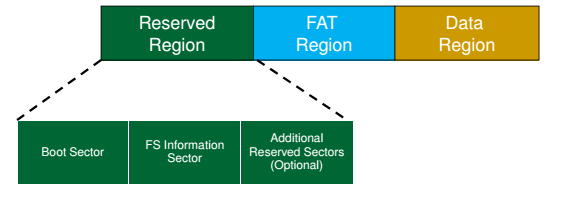 Reserved
Region
FAT
Region
Data
Region
Boot Sector
FS Information
Sector
Additional
Reserved Sectors
(Optional)